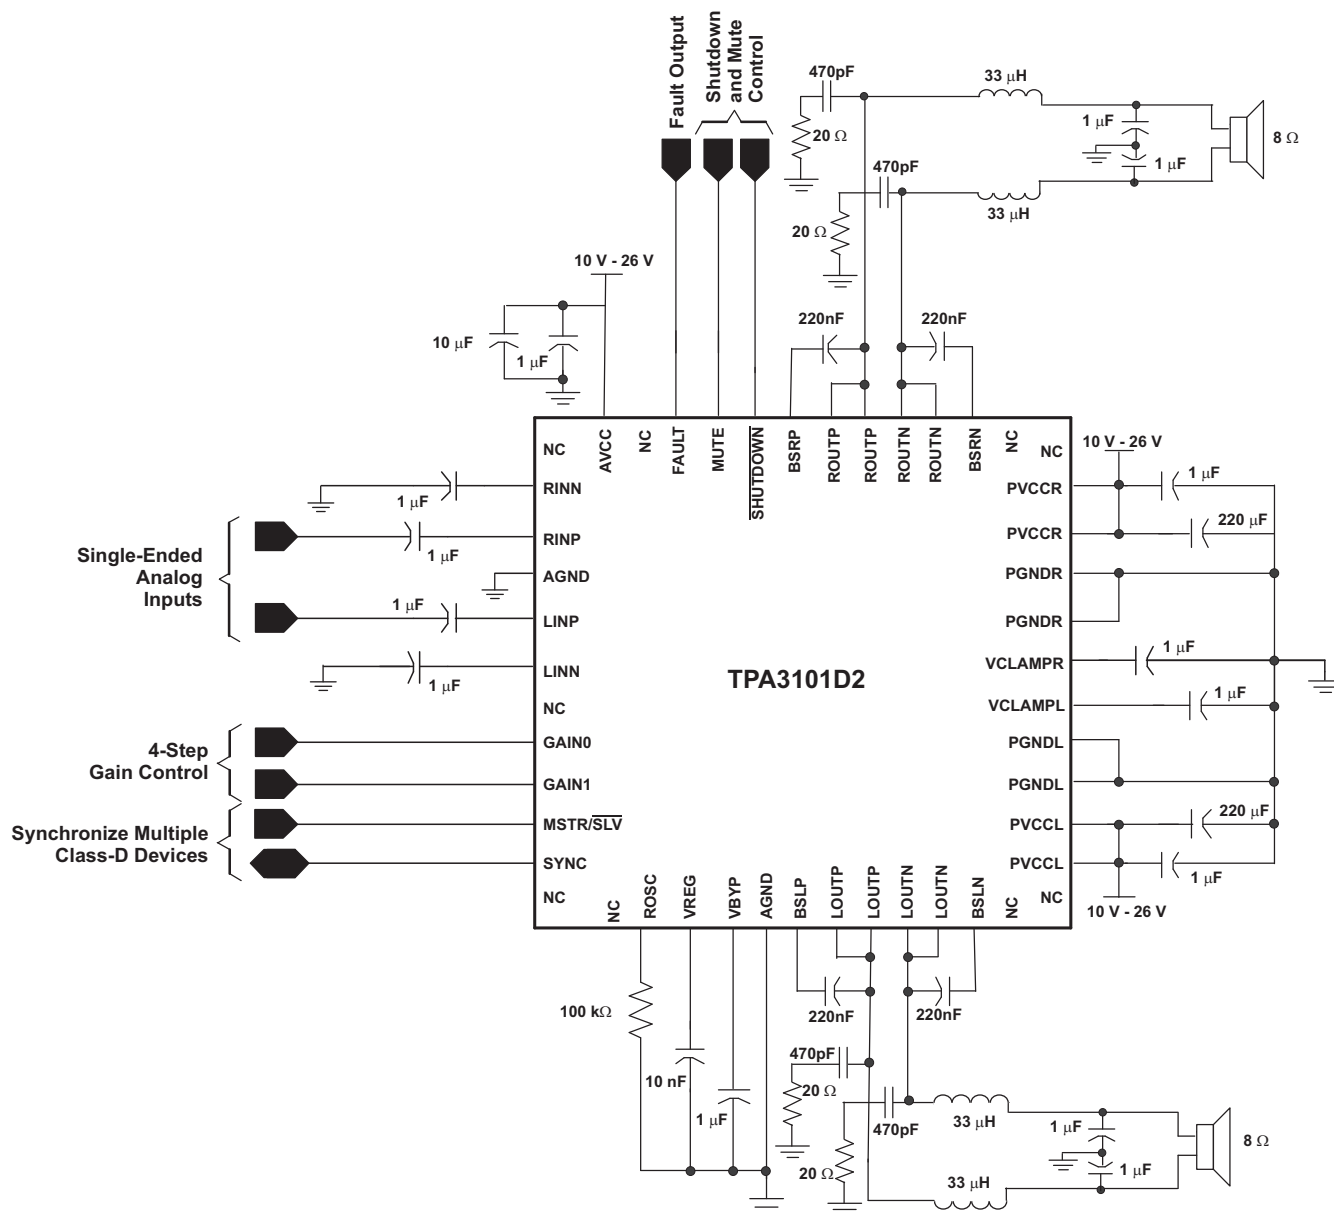 Fault Output
Shutdown
and Mute
Control
470pF
33 µH
20 Ω
1 µF
8 Ω
1 µF
470pF
33 µH
20 Ω
10 V - 26 V
10 µF
1 µF
220nF
220nF
NC
AVCC
NC
FAULT
MUTE
SHUTDOWN
BSRP
ROUTP
ROUTP
ROUTN
ROUTN
BSRN
NC
NC
10 V - 26 V
1 µF
RINN
1 µF
PVCCR
220 µF
RINP
1 µF
PVCCR
Single-Ended
Analog
Inputs
AGND
PGNDR
1 µF
LINP
PGNDR
LINN
1 µF
VCLAMPR
1 µF
TPA3101D2
NC
VCLAMPL
1 µF
4-Step
Gain Control
GAIN0
PGNDL
GAIN1
PGNDL
Synchronize Multiple
Class-D Devices
MSTR/SLV
PVCCL
220 µF
SYNC
PVCCL
1 µF
NC
NC
ROSC
VREG
VBYP
AGND
BSLP
LOUTP
LOUTP
LOUTN
LOUTN
BSLN
NC
NC
10 V - 26 V
100 kΩ
220nF
220nF
10 nF
1 µF
470pF
20 Ω
470pF
33 µH
1 µF
8 Ω
20 Ω
33 µH
1 µF